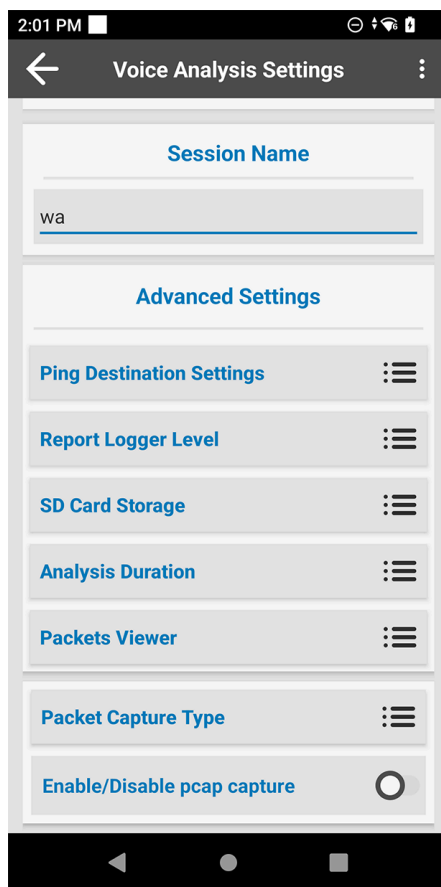 2:01 PM
6
Voice Analysis Settings
Session Name
wa
Advanced Settings
Ping Destination Settings
Report Logger Level
SD Card Storage
Analysis Duration
Packets Viewer
Packet Capture Type
Enable/Disable pcap capture